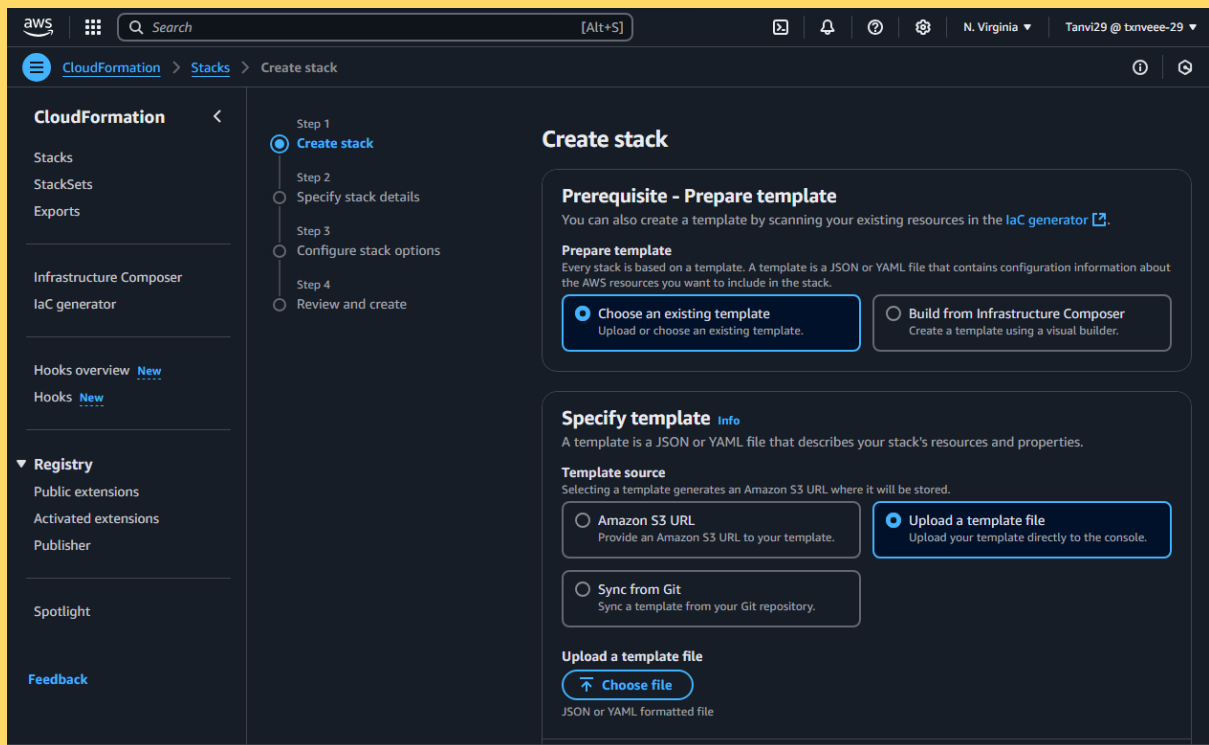 aws
Search [Alt+S]
N. Virginia
Tanvi29 @ txnveee-29
CloudFormation > Stacks > Create stack
CloudFormation
Stacks
StackSets
Exports
Infrastructure Composer
IaC generator
Hooks overview New
Hooks New
Registry
Public extensions
Activated extensions
Publisher
Spotlight
Feedback
Step 1
Create stack
Step 2
Specify stack details
Step 3
Configure stack options
Step 4
Review and create
Create stack
Prerequisite - Prepare template
You can also create a template by scanning your existing resources in the IaC generator.
Prepare template
Every stack is based on a template. A template is a JSON or YAML file that contains configuration information about
the AWS resources you want to include in the stack.
Choose an existing template
Upload or choose an existing template.
Build from Infrastructure Composer
Create a template using a visual builder.
Specify template Info
A template is a JSON or YAML file that describes your stack's resources and properties.
Template source
Selecting a template generates an Amazon S3 URL where it will be stored.
Amazon S3 URL
Provide an Amazon S3 URL to your template.
Upload a template file
Upload your template directly to the console.
Sync from Git
Sync a template from your Git repository.
Upload a template file
Choose file
JSON or YAML formatted file